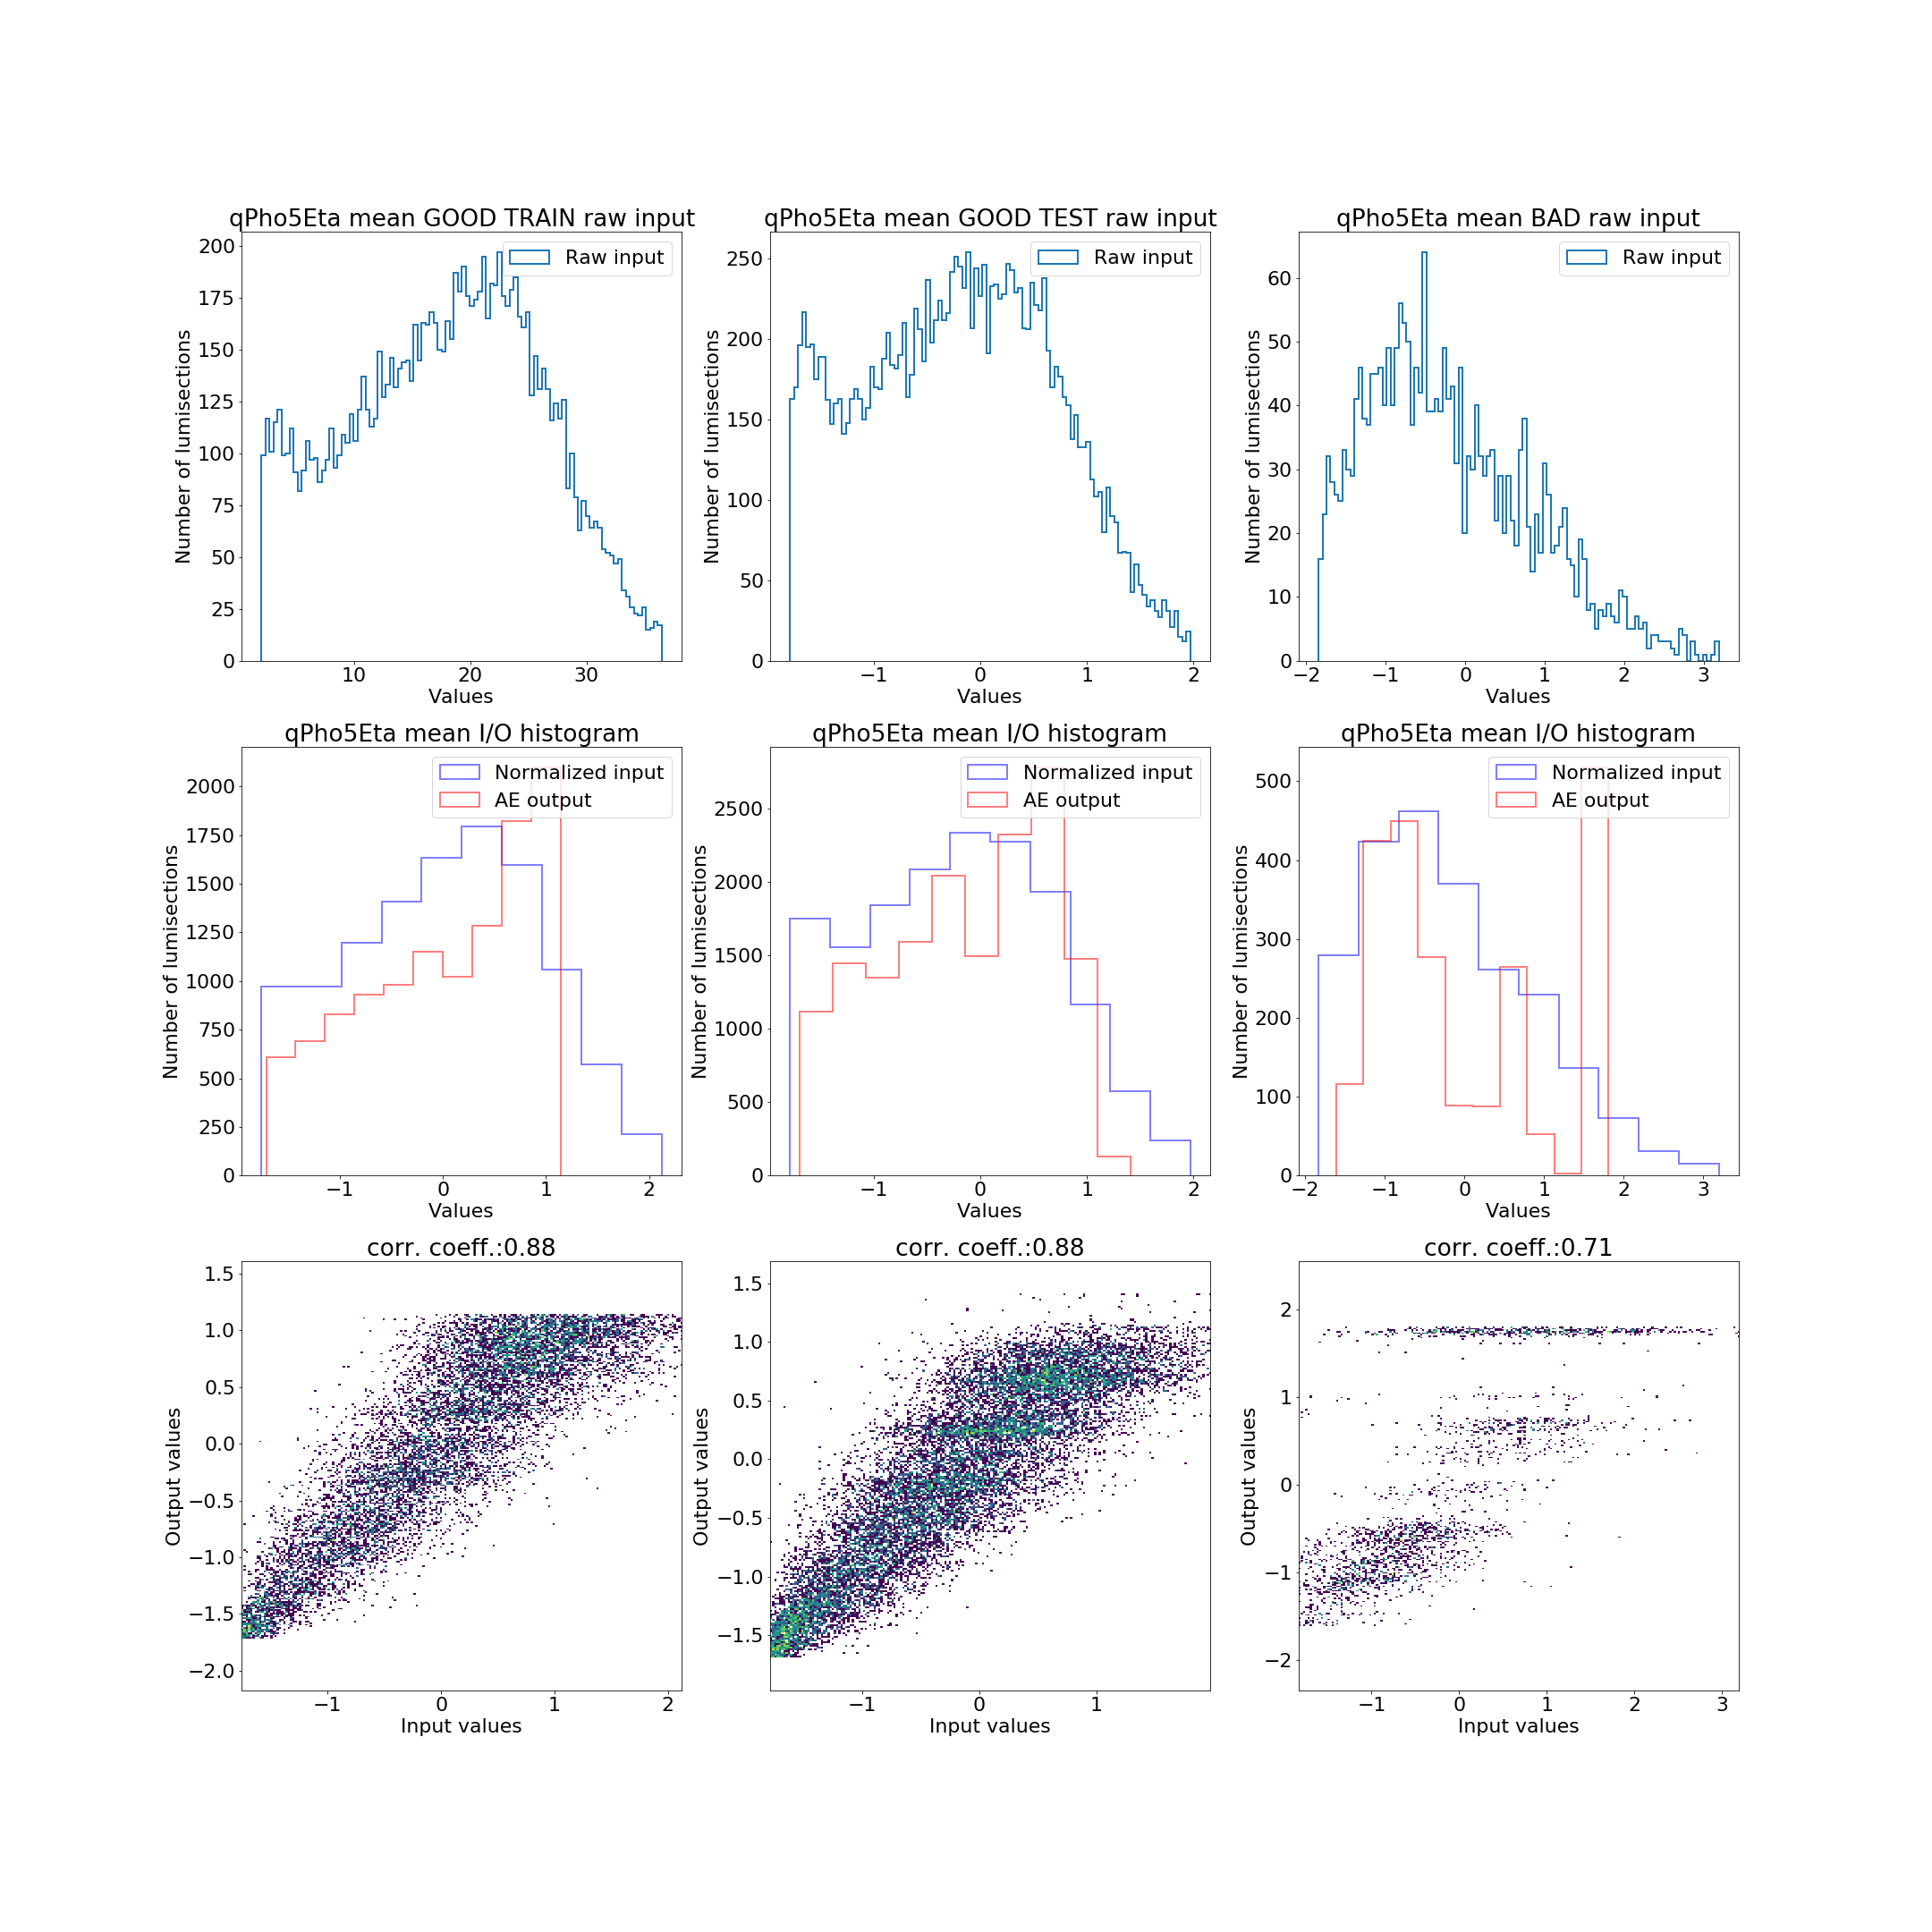 qPho5Eta mean GOOD TRAIN raw input
200
175
150
125
100
75
50
25
0
Number of lumisections
Raw input
10 20 30
Values
qPho5Eta mean GOOD TEST raw input
250
200
150
100
50
0
Number of lumisections
Raw input
−1 0 1 2
Values
qPho5Eta mean BAD raw input
60
50
40
30
20
10
0
Number of lumisections
Raw input
−2 −1 0 1 2 3
Values
qPho5Eta mean I/O histogram
2000
1750
1500
1250
1000
750
500
250
0
Number of lumisections
Normalized input
AE output
−1 0 1 2
Values
qPho5Eta mean I/O histogram
2500
2000
1500
1000
500
0
Number of lumisections
Normalized input
AE output
−1 0 1 2
Values
qPho5Eta mean I/O histogram
500
400
300
200
100
0
Number of lumisections
Normalized input
AE output
−2 −1 0 1 2 3
Values
corr. coeff.:0.88
1.5
1.0
0.5
0.0
−0.5
−1.0
−1.5
−2.0
Output values
−1 0 1 2
Input values
corr. coeff.:0.88
1.5
1.0
0.5
0.0
−0.5
−1.0
−1.5
Output values
−1 0 1
Input values
corr. coeff.:0.71
2
1
0
−1
−2
Output values
−1 0 1 2 3
Input values